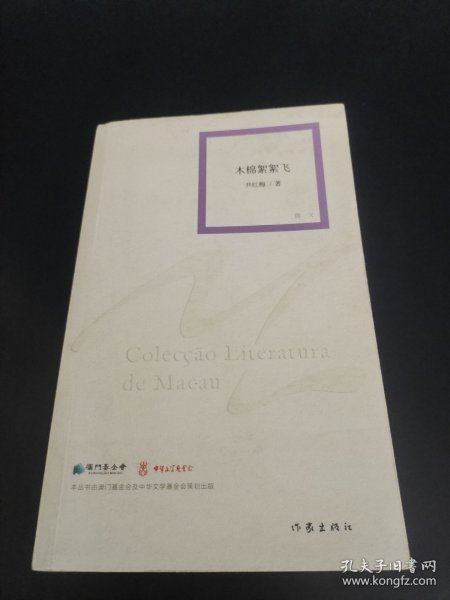 木棉絮絮飞
尹红梅 / 著
散文
Colecção Literatura
de Macau
澳門基金會
中华文学基金会
本丛书由澳门基金会及中华文学基金会策划出版
作家出版社
孔夫子旧书网
www.kongfz.com